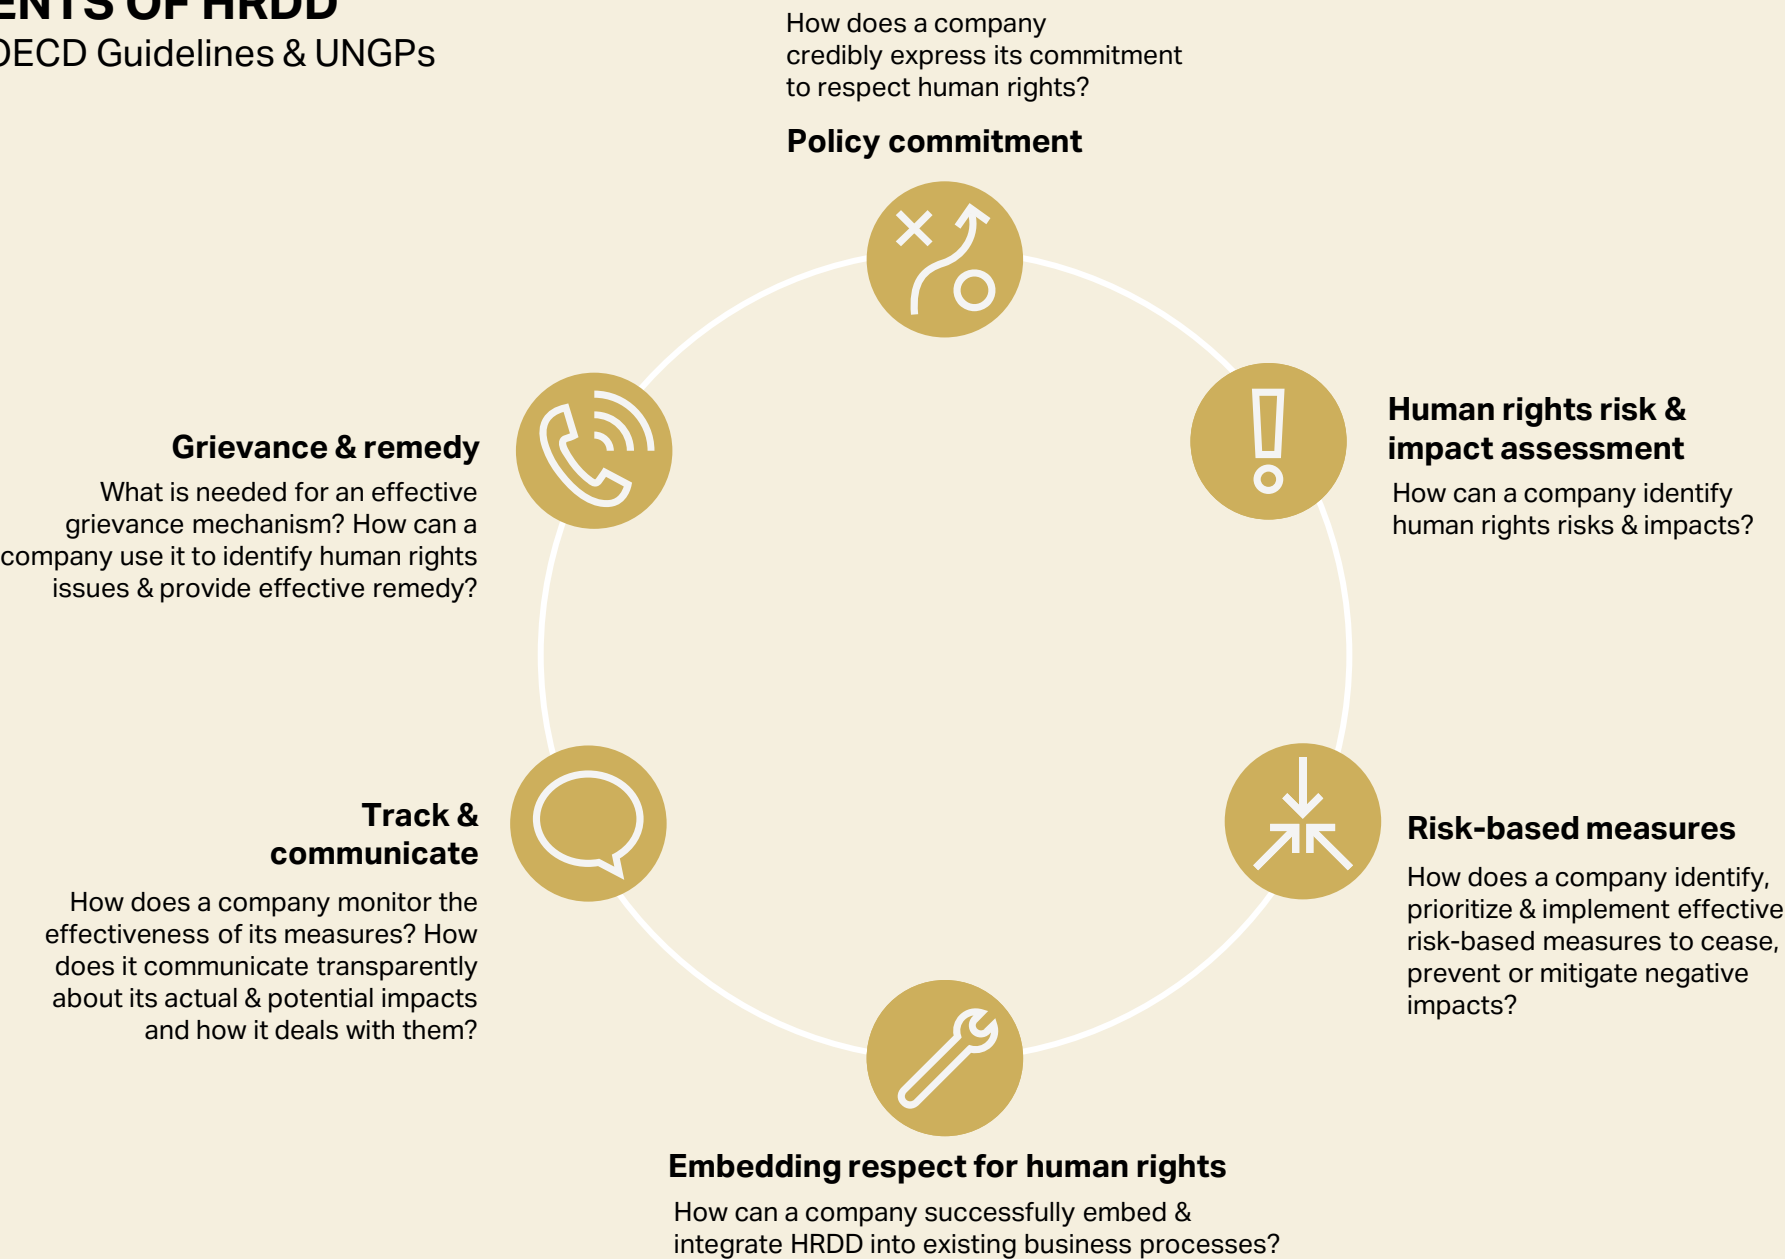 ENTS OF HRDD
OECD Guidelines & UNGPs
How does a company
credibly express its commitment
to respect human rights?
Policy commitment
Human rights risk &
impact assessment
How can a company identify
human rights risks & impacts?
Risk-based measures
How does a company identify,
prioritize & implement effective
risk-based measures to cease,
prevent or mitigate negative
impacts?
Embedding respect for human rights
How can a company successfully embed &
integrate HRDD into existing business processes?
Track &
communicate
How does a company monitor the
effectiveness of its measures? How
does it communicate transparently
about its actual & potential impacts
and how it deals with them?
Grievance & remedy
What is needed for an effective
grievance mechanism? How can a
company use it to identify human rights
issues & provide effective remedy?